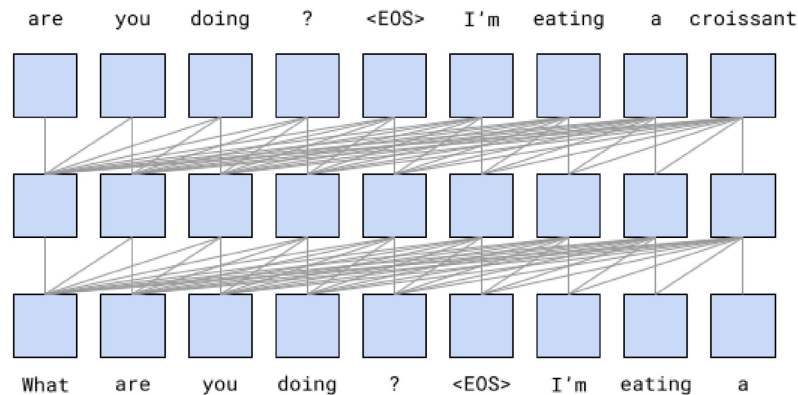 are you doing ? <EOS> I'm eating a croissant
What are you doing ? <EOS> I'm eating a